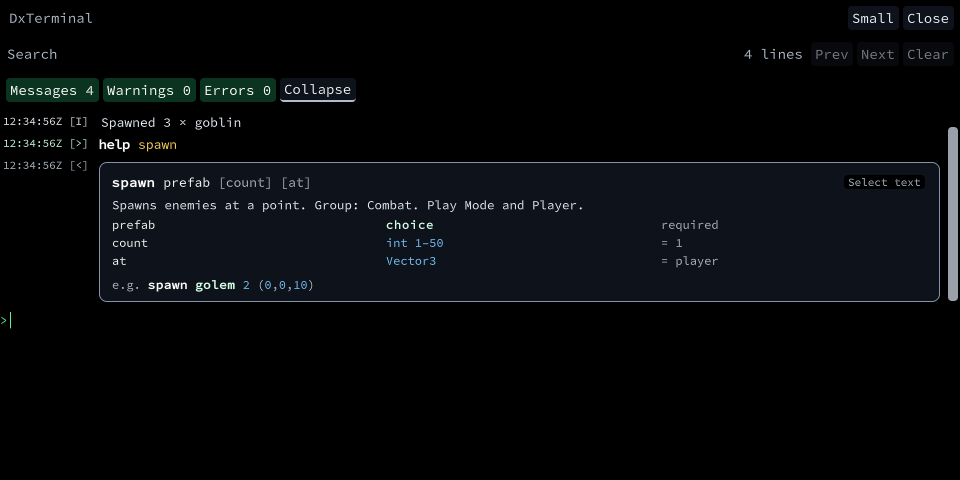 DxTerminal Small Close
Search 4 lines Prev Next Clear
Messages 4 Warnings 0 Errors 0 Collapse
12:34:56Z [I] Spawned 3 × goblin
12:34:56Z [>] help spawn
12:34:56Z [<]
spawn prefab [count] [at] Select text
Spawns enemies at a point. Group: Combat. Play Mode and Player.
prefab choice required
count int 1–50 = 1
at Vector3 = player
e.g. spawn golem 2 (0,0,10)
>